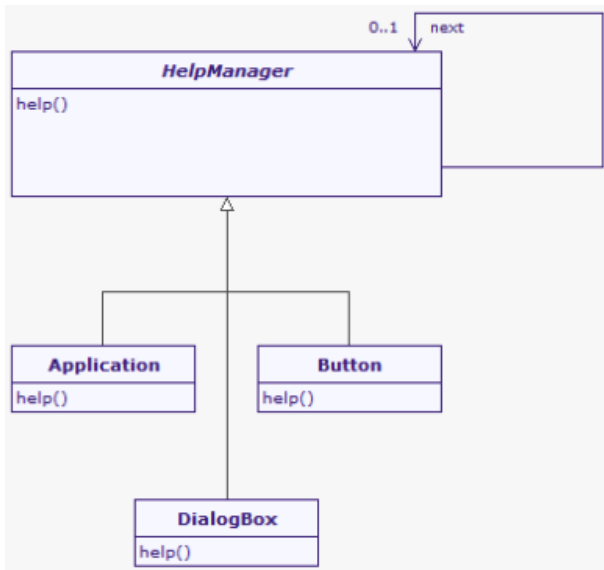 0..1 next
HelpManager
help()
Application
help()
Button
help()
DialogBox
help()